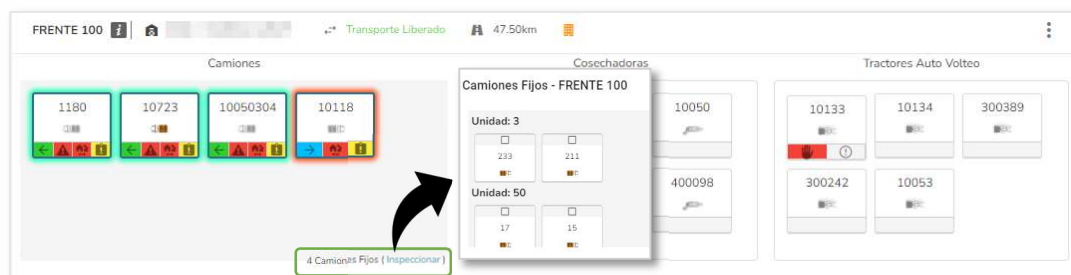 FRENTE 100 i Transporte Liberado 47.50km
Camiones
Cosechadoras
Tractores Auto Volteo
1180
10723
10050304
10118
4 Camiones Fijos ( Inspeccionar )
Camiones Fijos - FRENTE 100
Unidad: 3
233
211
Unidad: 50
17
15
10050
400098
10133
10134
300389
300242
10053